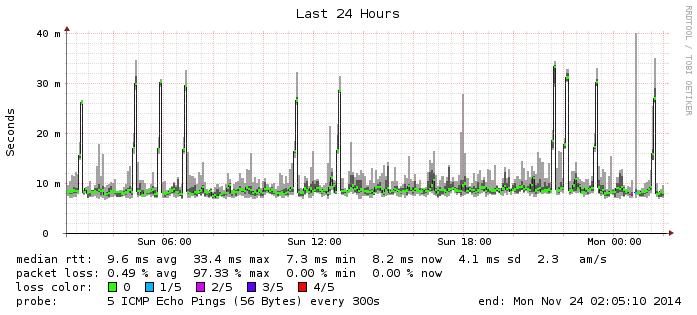 Last 24 Hours
RRDTOOL / TOBI OETIKER
Seconds
40 m
30 m
20 m
10 m
0
Sun 06:00 Sun 12:00 Sun 18:00 Mon 00:00
median rtt: 9.6 ms avg 33.4 ms max 7.3 ms min 8.2 ms now 4.1 ms sd 2.3 am/s
packet loss: 0.49 % avg 97.33 % max 0.00 % min 0.00 % now
loss color: 0 1/5 2/5 3/5 4/5
probe: 5 ICMP Echo Pings (56 Bytes) every 300s end: Mon Nov 24 02:05:10 2014